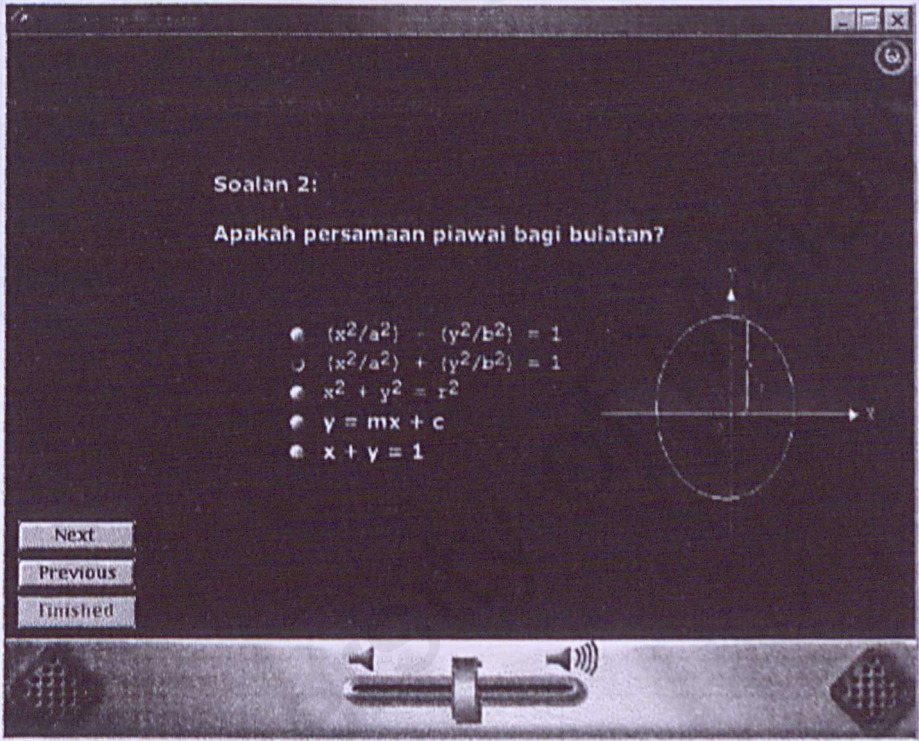 Soalan 2:
Apakah persamaan piawai bagi bulatan?
(x2/a2) - (y2/b2) = 1
(x2/a2) + (y2/b2) = 1
x2 + y2 = r2
y = mx + c
x + y = 1
Y
X
Next
Previous
Finished